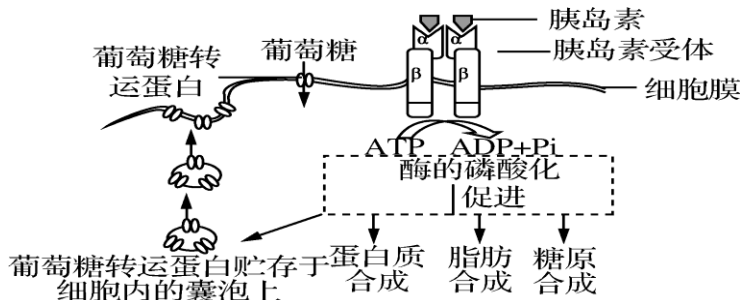 胰岛素
α α
葡萄糖转
运蛋白
葡萄糖
胰岛素受体
β β
细胞膜
ATP ADP+Pi
酶的磷酸化
促进
葡萄糖转运蛋白贮存于
细胞内的囊泡上
蛋白质
合成
脂肪
合成
糖原
合成